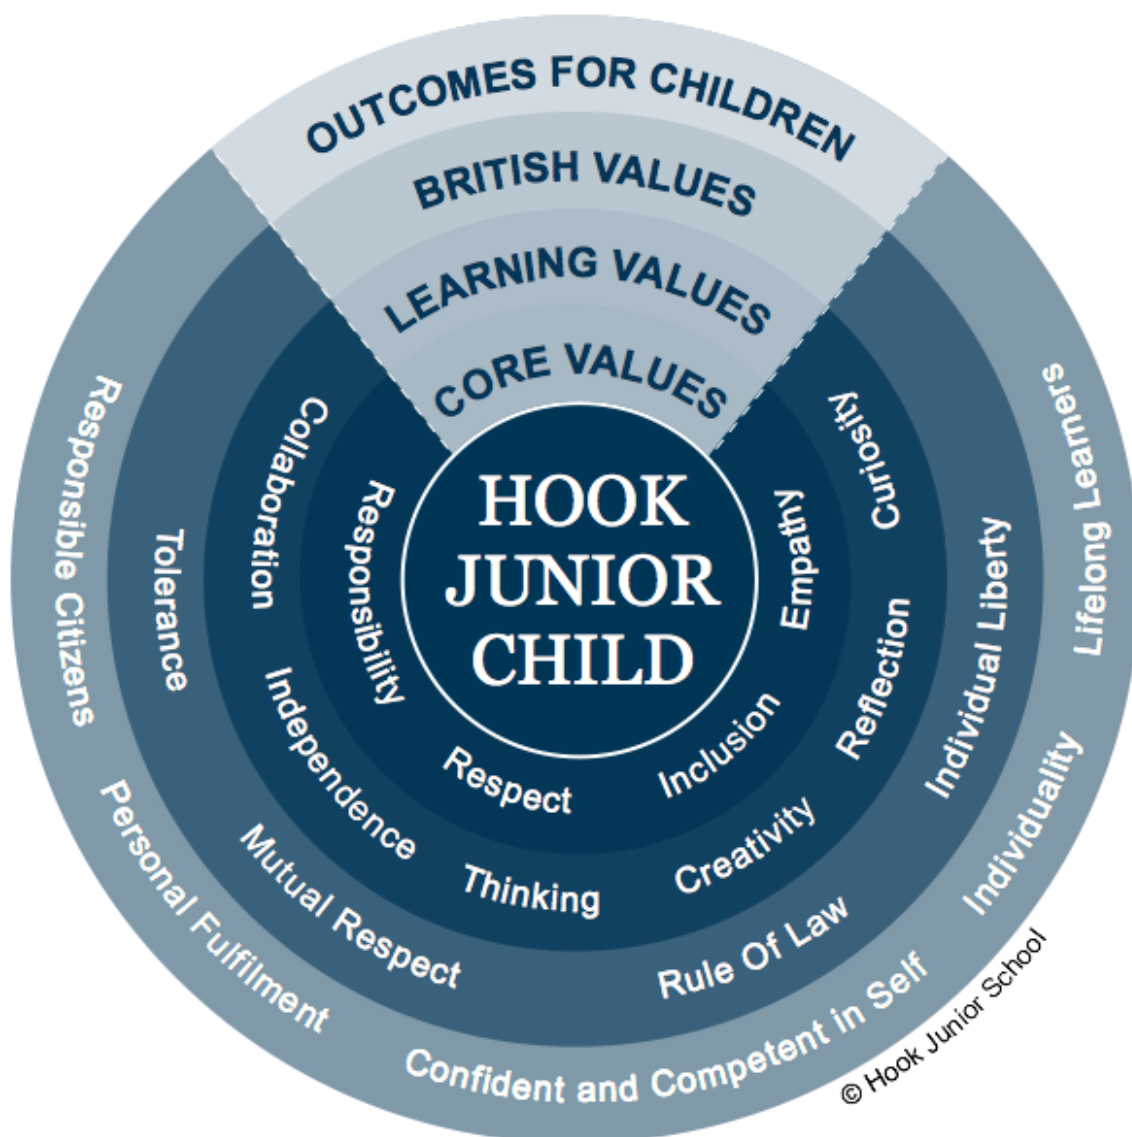 OUTCOMES FOR CHILDREN
BRITISH VALUES
LEARNING VALUES
CORE VALUES
HOOK
JUNIOR
CHILD
Responsibility
Respect
Inclusion
Empathy
Collaboration
Independence
Thinking
Creativity
Reflection
Curiosity
Tolerance
Mutual Respect
Rule Of Law
Individual Liberty
Responsible Citizens
Personal Fulfilment
Confident and Competent in Self
Individuality
Lifelong Learners
© Hook Junior School